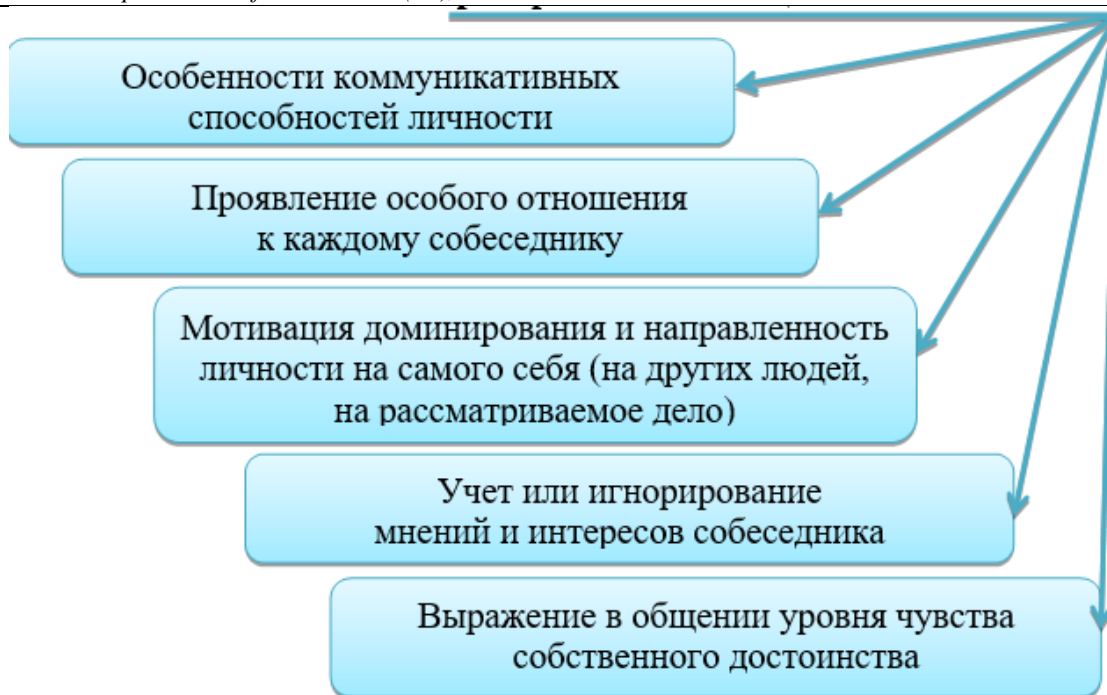 Особенности коммуникативных
способностей личности
Проявление особого отношения
к каждому собеседнику
Мотивация доминирования и направленность
личности на самого себя (на других людей,
на рассматриваемое дело)
Учет или игнорирование
мнений и интересов собеседника
Выражение в общении уровня чувства
собственного достоинства